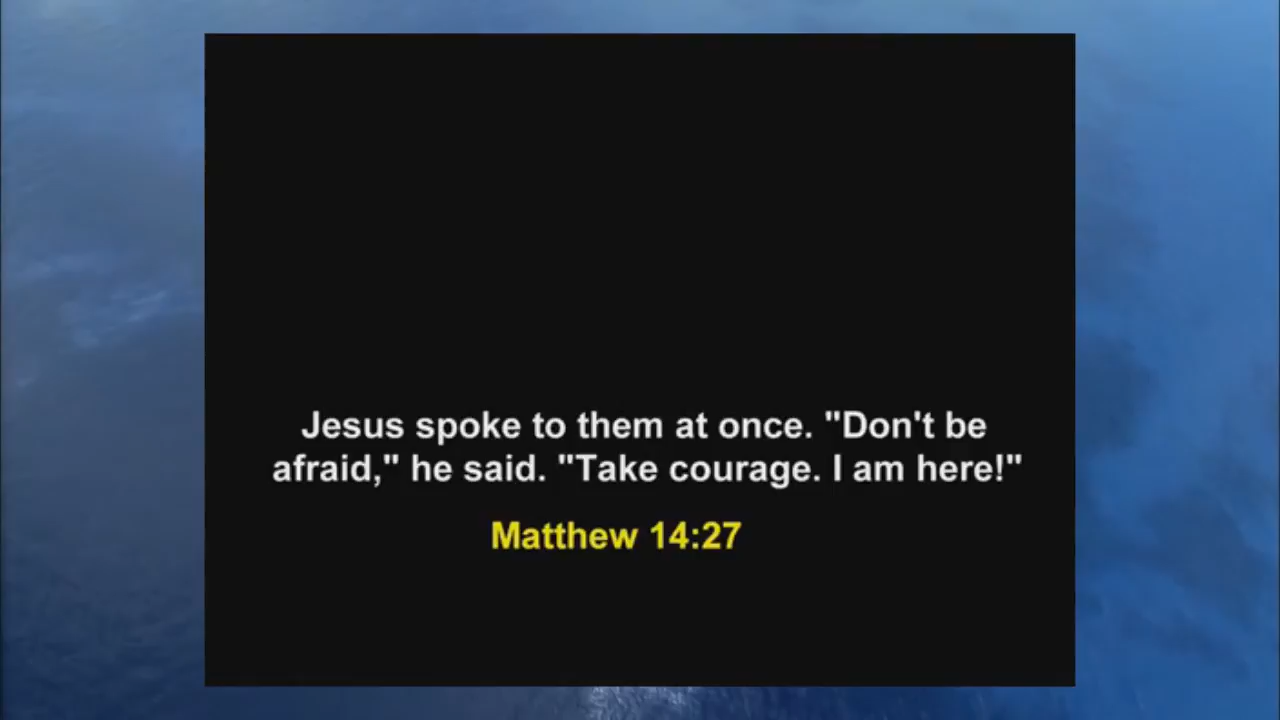 Jesus spoke to them at once. "Don't be
afraid," he said. "Take courage. I am here!"
Matthew 14:27